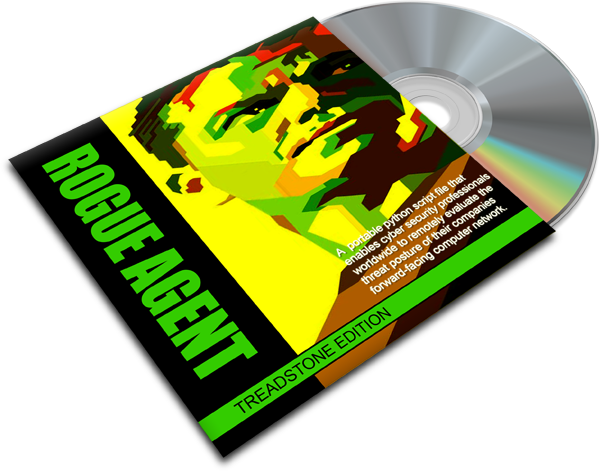 ROGUE AGENT
A portable python script file that
enables cyber security professionals
worldwide to remotely evaluate the
threat posture of their companies
forward-facing computer network.
TREADSTONE EDITION